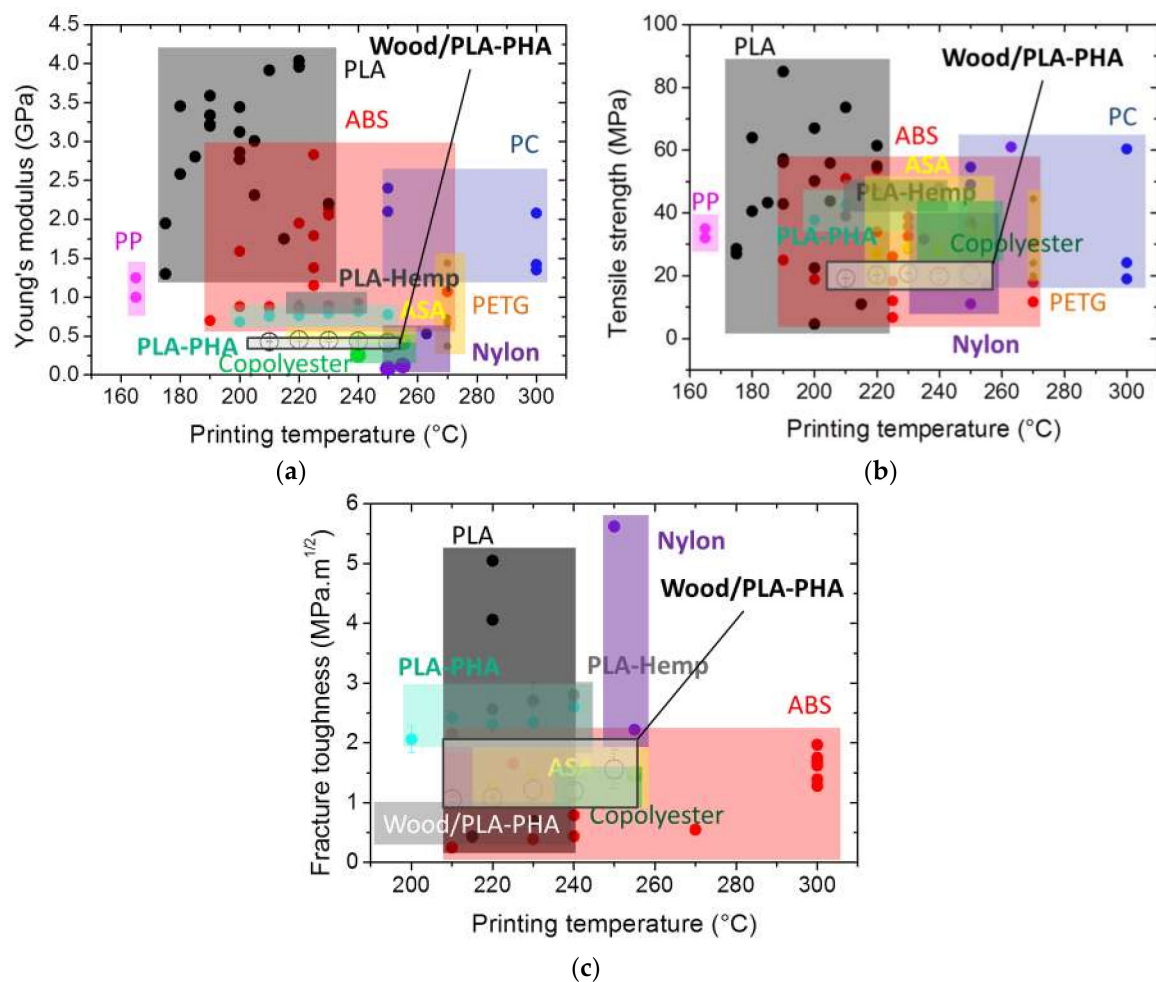 4.5
4.0
3.5
3.0
2.5
2.0
1.5
1.0
0.5
0.0
Young's modulus (GPa)
Wood/PLA-PHA
PLA
ABS
PC
PP
PLA-Hemp
ASA
PETG
PLA-PHA
Copolyester
Nylon
160 180 200 220 240 260 280 300
Printing temperature (°C)
(a)
100
80
60
40
20
0
Tensile strength (MPa)
PLA
Wood/PLA-PHA
ABS
PC
ASA
PP
PLA-Hemp
PLA-PHA
Copolyester
PETG
Nylon
160 180 200 220 240 260 280 300
Printing temperature (°C)
(b)
6
5
4
3
2
1
0
Fracture toughness (MPa.m1/2)
PLA
Nylon
Wood/PLA-PHA
PLA-PHA
PLA-Hemp
ABS
ASA
Wood/PLA-PHA
Copolyester
200 220 240 260 280 300
Printing temperature (°C)
(c)